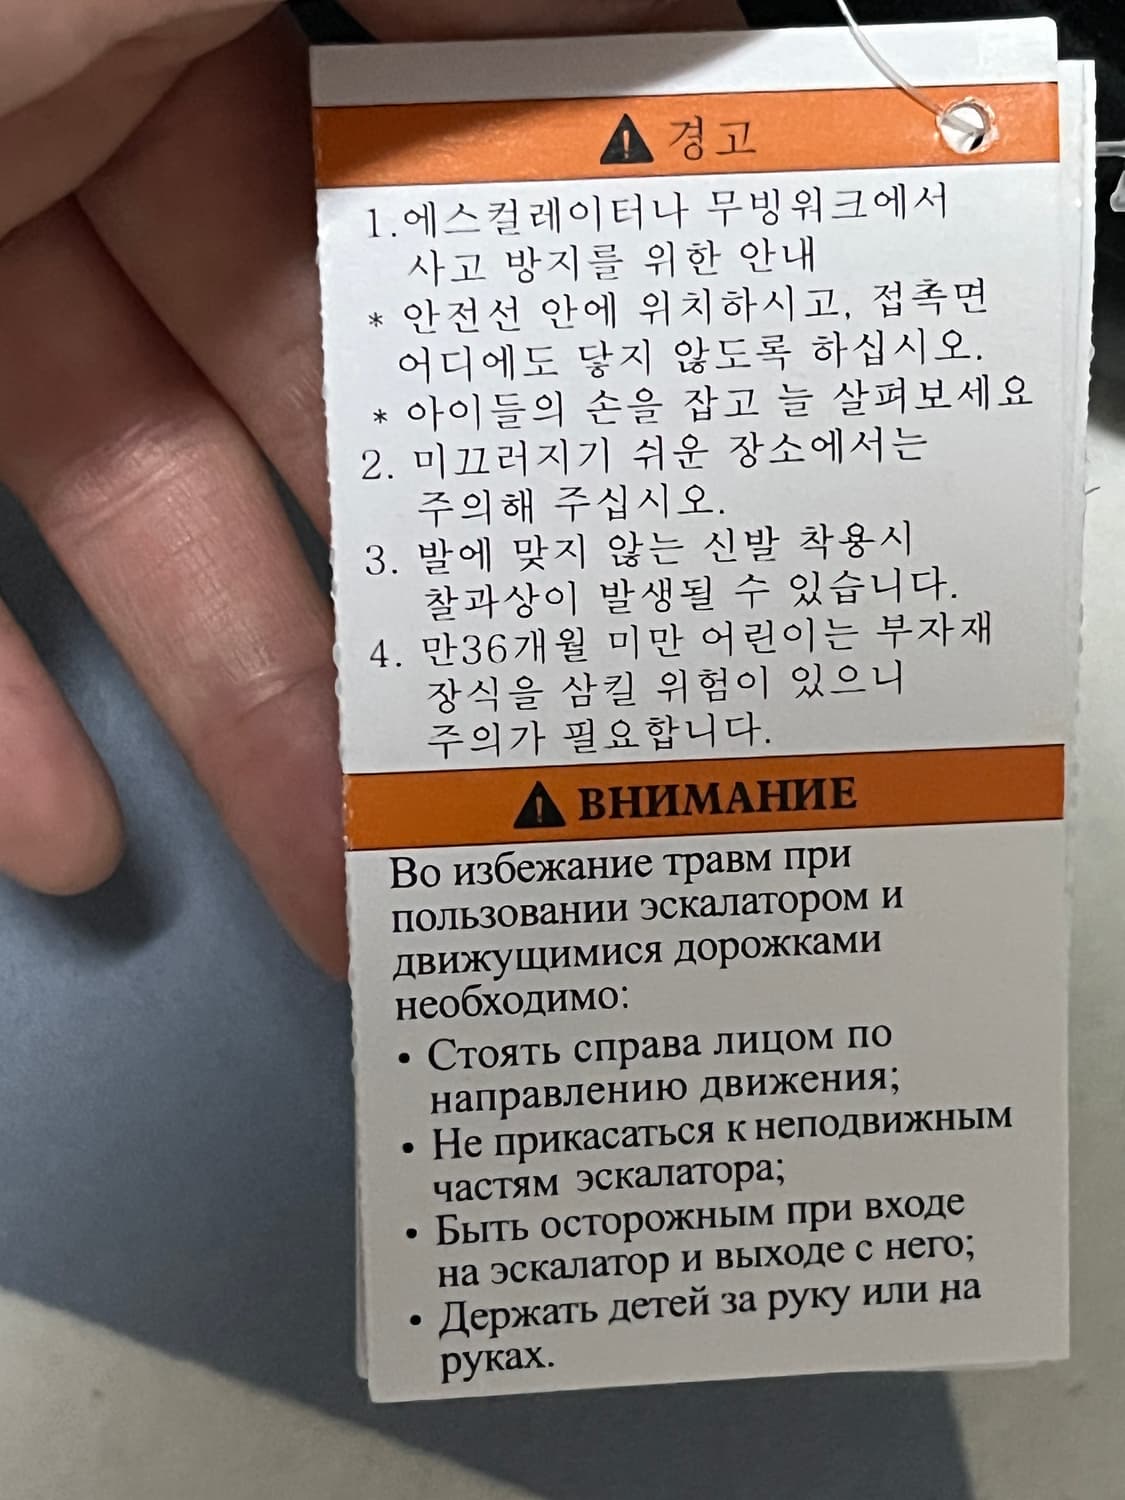 경고
1.에스컬레이터나 무빙워크에서
사고 방지를 위한 안내
* 안전선 안에 위치하시고, 접촉면
어디에도 닿지 않도록 하십시오.
* 아이들의 손을 잡고 늘 살펴보세요
2. 미끄러지기 쉬운 장소에서는
주의해 주십시오.
3. 발에 맞지 않는 신발 착용시
찰과상이 발생될 수 있습니다.
4. 만36개월 미만 어린이는 부자재
장식을 삼킬 위험이 있으니
주의가 필요합니다.
ВНИМАНИЕ
Во избежание травм при
пользовании эскалатором и
движущимися дорожками
необходимо:
• Стоять справа лицом по
направлению движения;
• Не прикасаться к неподвижным
частям эскалатора;
• Быть осторожным при входе
на эскалатор и выходе с него;
• Держать детей за руку или на
руках.